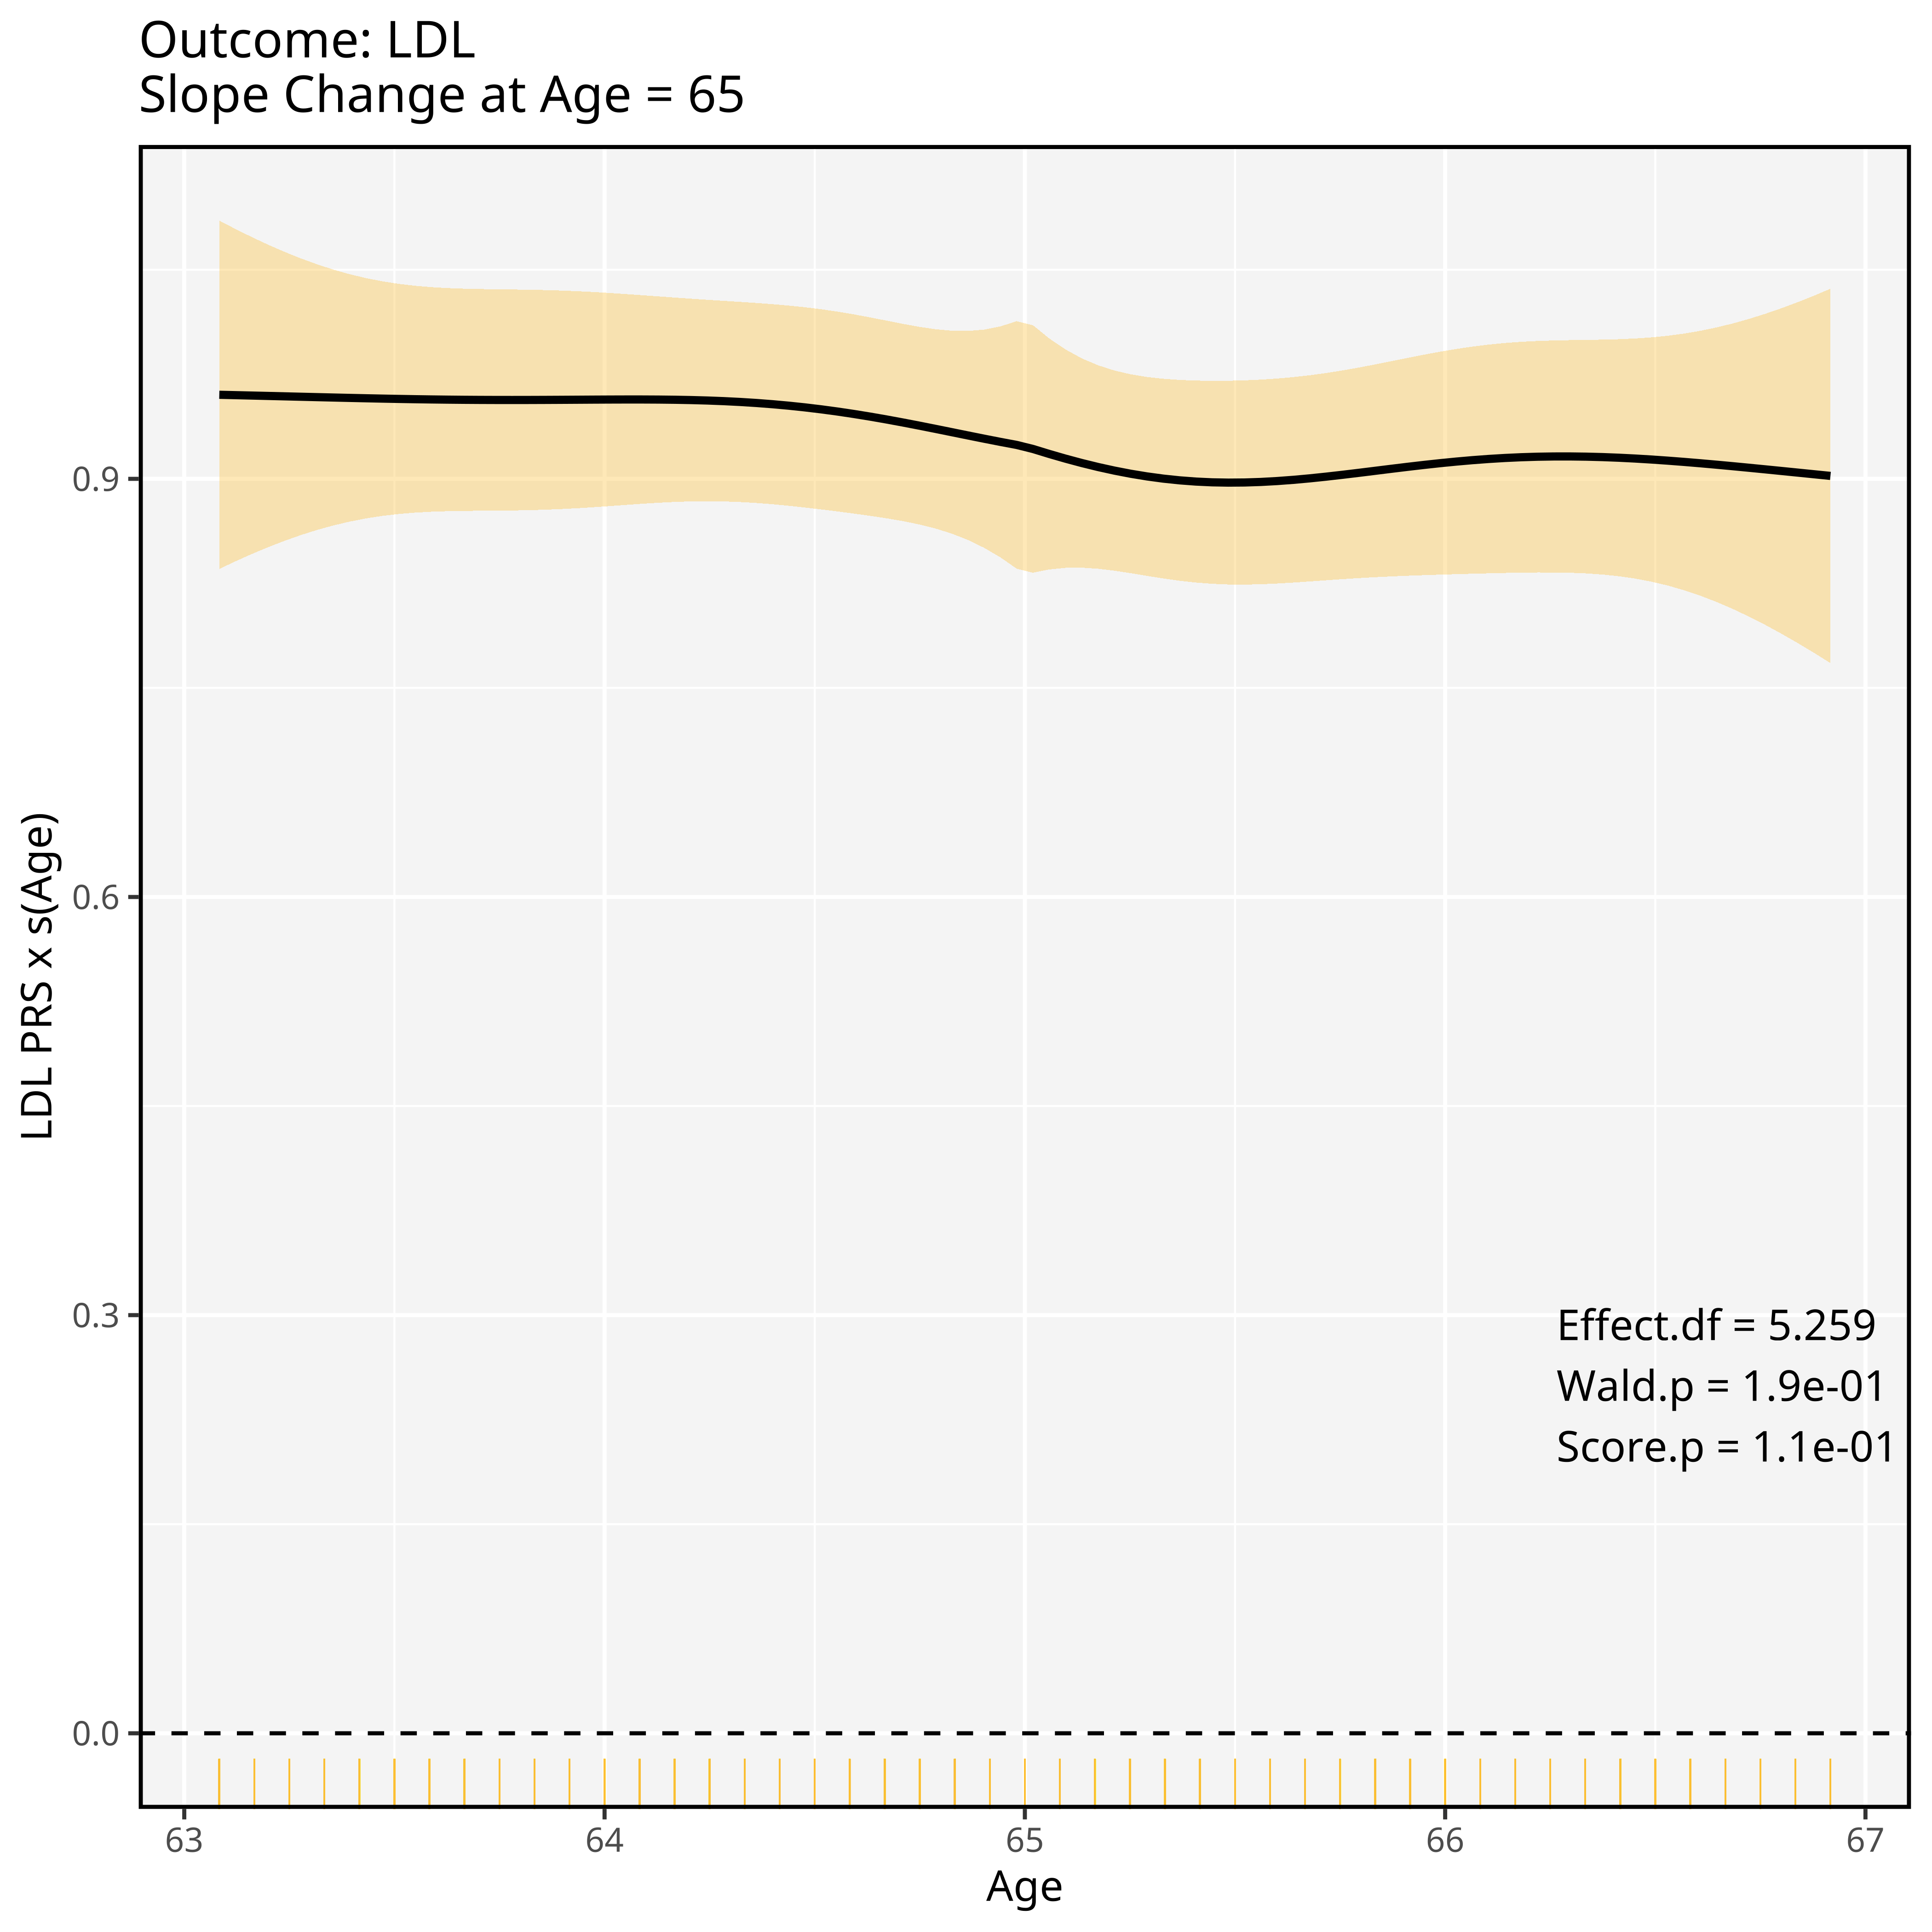 Outcome: LDL
Slope Change at Age = 65
LDL PRS x s(Age)
0.9
0.6
0.3
0.0
Effect.df = 5.259
Wald.p = 1.9e-01
Score.p = 1.1e-01
63 64 65 66 67
Age